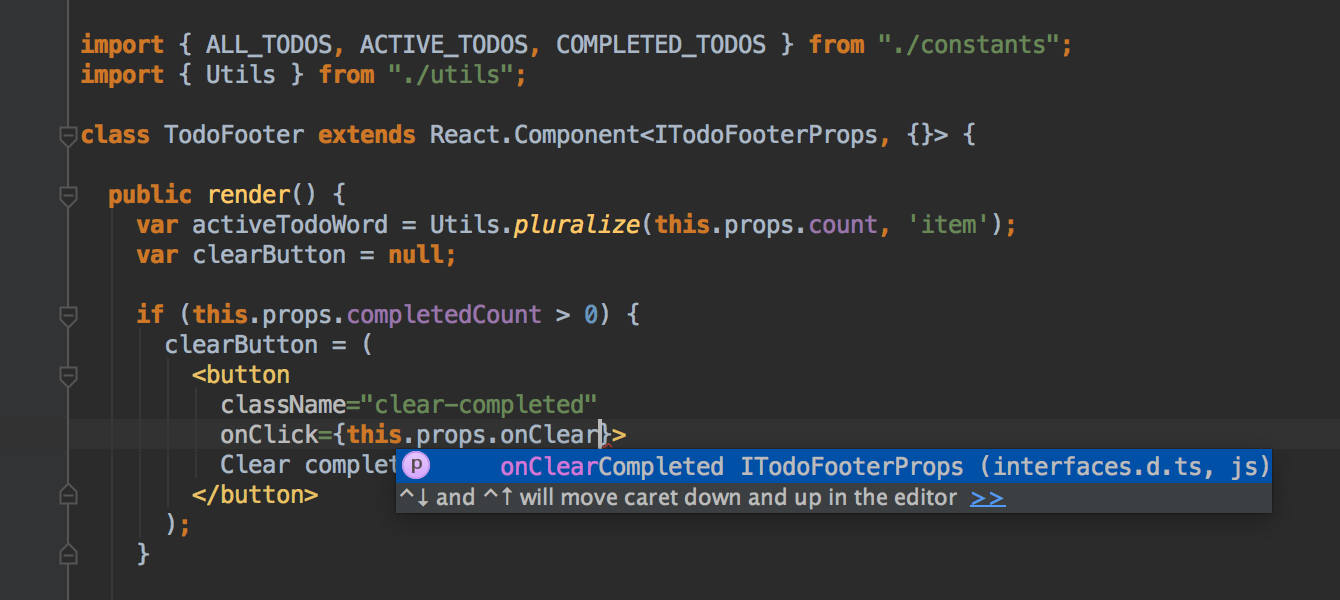 import { ALL_TODOS, ACTIVE_TODOS, COMPLETED_TODOS } from "./constants";
import { Utils } from "./utils";
class TodoFooter extends React.Component<ITodoFooterProps, {}> {
public render() {
var activeTodoWord = Utils.pluralize(this.props.count, 'item');
var clearButton = null;
if (this.props.completedCount > 0) {
clearButton = (
<button
className="clear-completed"
onClick={this.props.onClear}>
Clear complet
p onClearCompleted ITodoFooterProps (interfaces.d.ts, js)
</button>
^↓ and ^↑ will move caret down and up in the editor >>
);
}